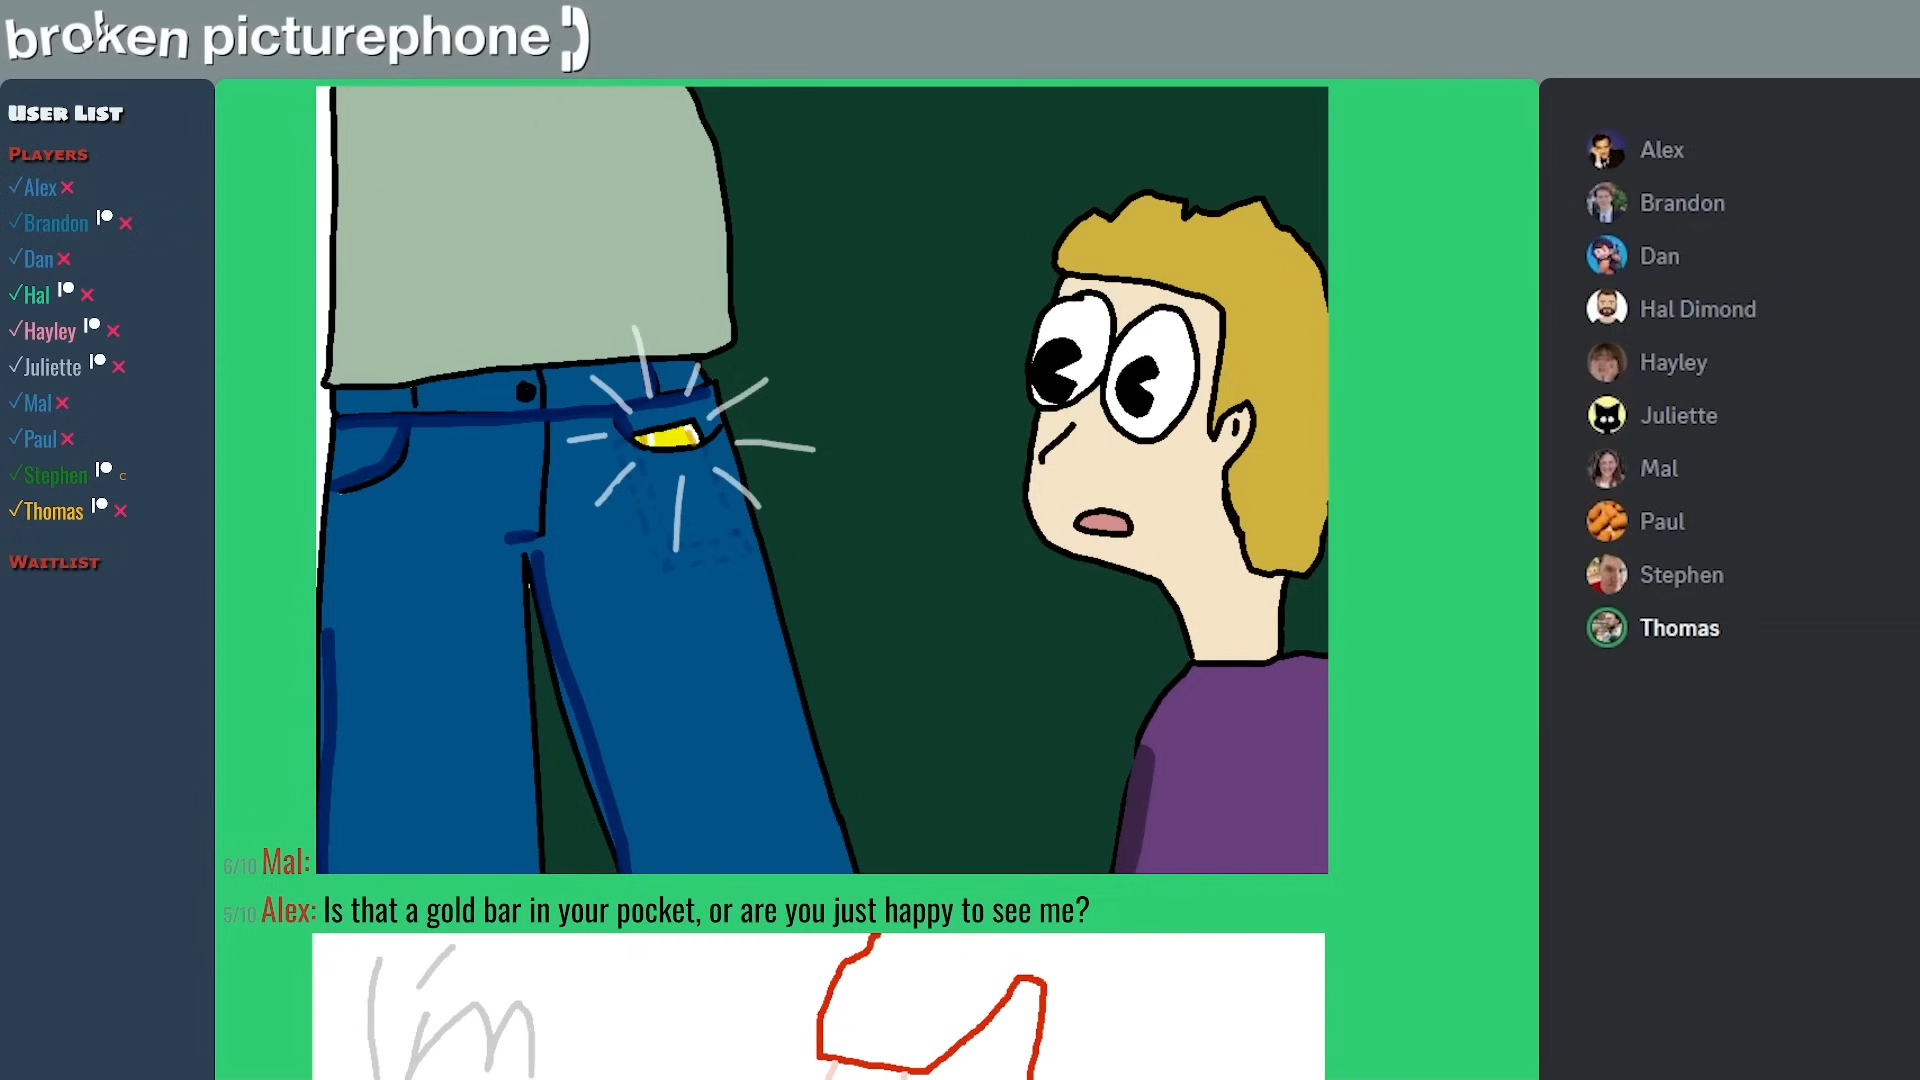 broken picturephone
USER LIST
PLAYERS
✓Alex
✓Brandon
✓Dan
✓Hal
✓Hayley
✓Juliette
✓Mal
✓Paul
✓Stephen c
✓Thomas
WAITLIST
6/10 Mal:
5/10 Alex: Is that a gold bar in your pocket, or are you just happy to see me?
I'm
Alex
Brandon
Dan
Hal Dimond
Hayley
Juliette
Mal
Paul
Stephen
Thomas